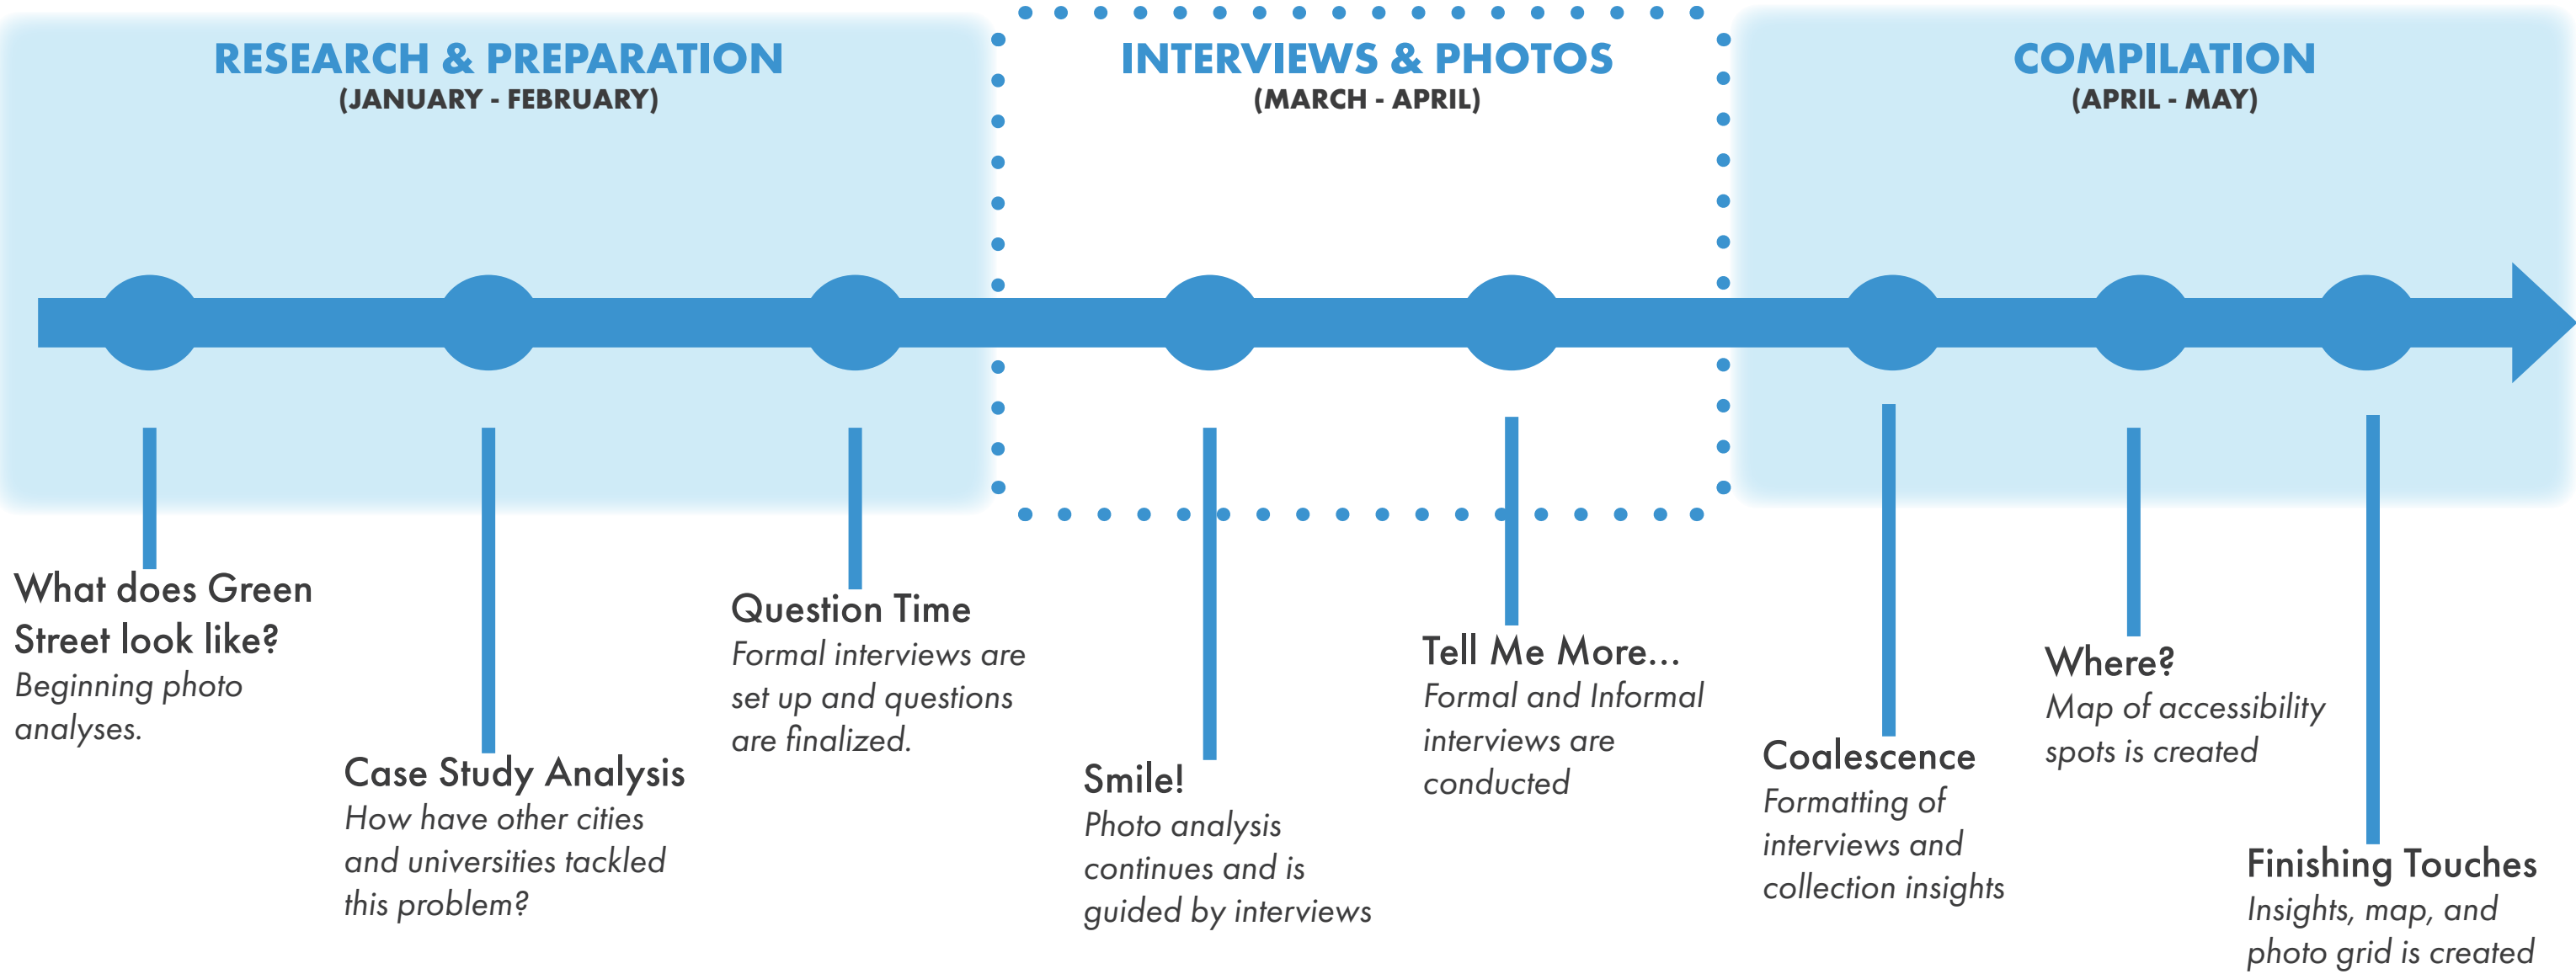 RESEARCH & PREPARATION
(JANUARY - FEBRUARY)
INTERVIEWS & PHOTOS
(MARCH - APRIL)
COMPILATION
(APRIL - MAY)
What does Green
Street look like?
Beginning photo
analyses.
Case Study Analysis
How have other cities
and universities tackled
this problem?
Question Time
Formal interviews are
set up and questions
are finalized.
Smile!
Photo analysis
continues and is
guided by interviews
Tell Me More...
Formal and Informal
interviews are
conducted
Coalescence
Formatting of
interviews and
collection insights
Where?
Map of accessibility
spots is created
Finishing Touches
Insights, map, and
photo grid is created